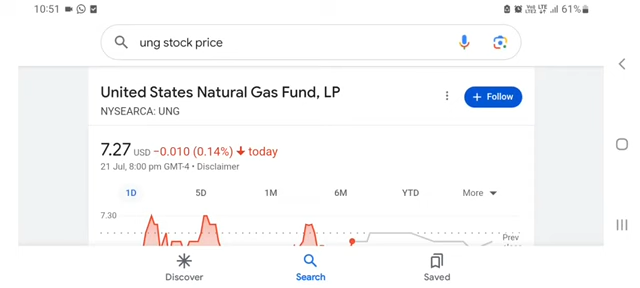 10:51 61%
ung stock price
United States Natural Gas Fund, LP
NYSEARCA: UNG
+ Follow
7.27 USD −0.010 (0.14%) ↓ today
21 Jul, 8:00 pm GMT-4 • Disclaimer
1D 5D 1M 6M YTD More
7.30
Prev
Discover Search Saved